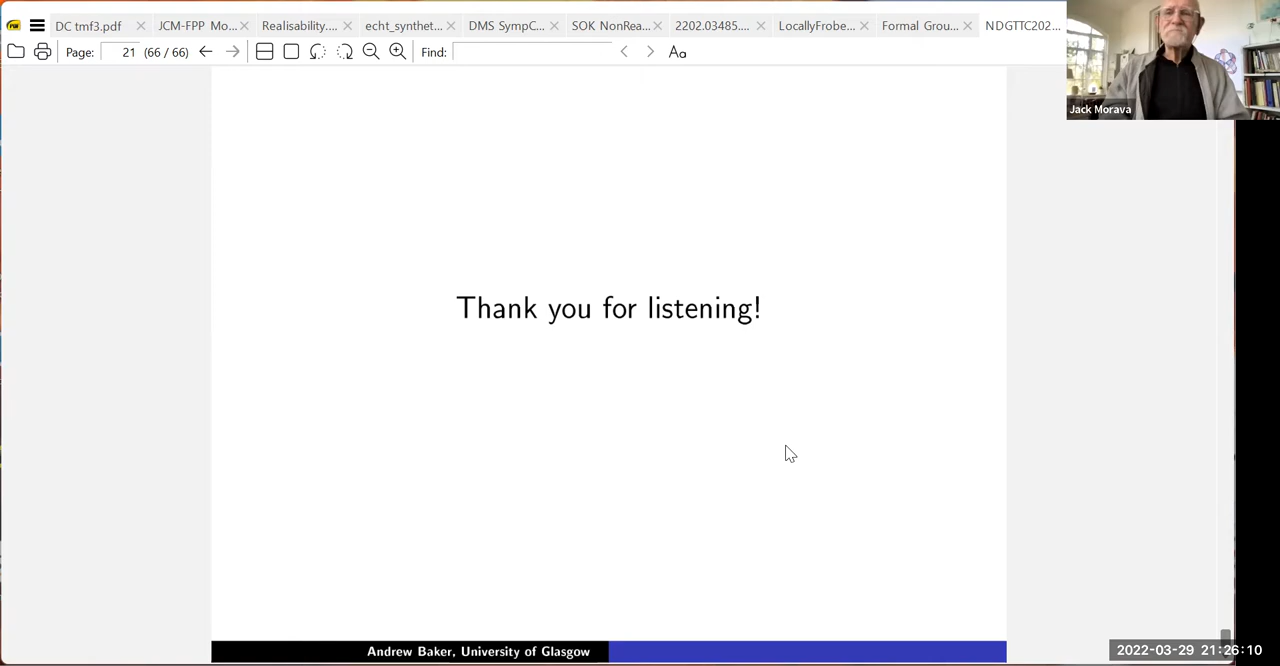 DC tmf3.pdf JCM-FPP Mo... Realisability.... echt_synthet... DMS SympC... SOK NonRea... 2202.03485.... LocallyFrobe... Formal Grou... NDGTTC202...
Page: 21 (66 / 66) Find: Aa
Jack Morava
Thank you for listening!
Andrew Baker, University of Glasgow
2022-03-29 21:26:10